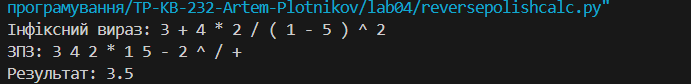 програмування/TP-KB-232-Artem-Plotnikov/lab04/reversepolishcalc.py"
Інфіксний вираз: 3 + 4 * 2 / ( 1 - 5 ) ^ 2
ЗПЗ: 3 4 2 * 1 5 - 2 ^ / +
Результат: 3.5